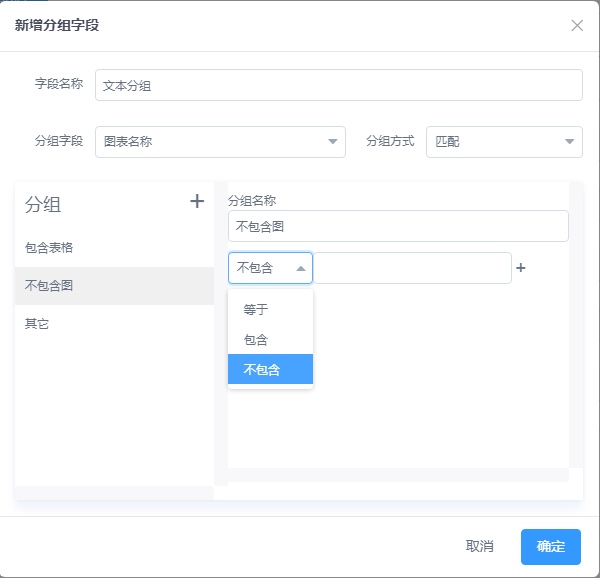 新增分组字段
字段名称 文本分组
分组字段 图表名称 分组方式 匹配
分组 +
包含表格
不包含图
其它
分组名称
不包含图
不包含 +
等于
包含
不包含
取消 确定